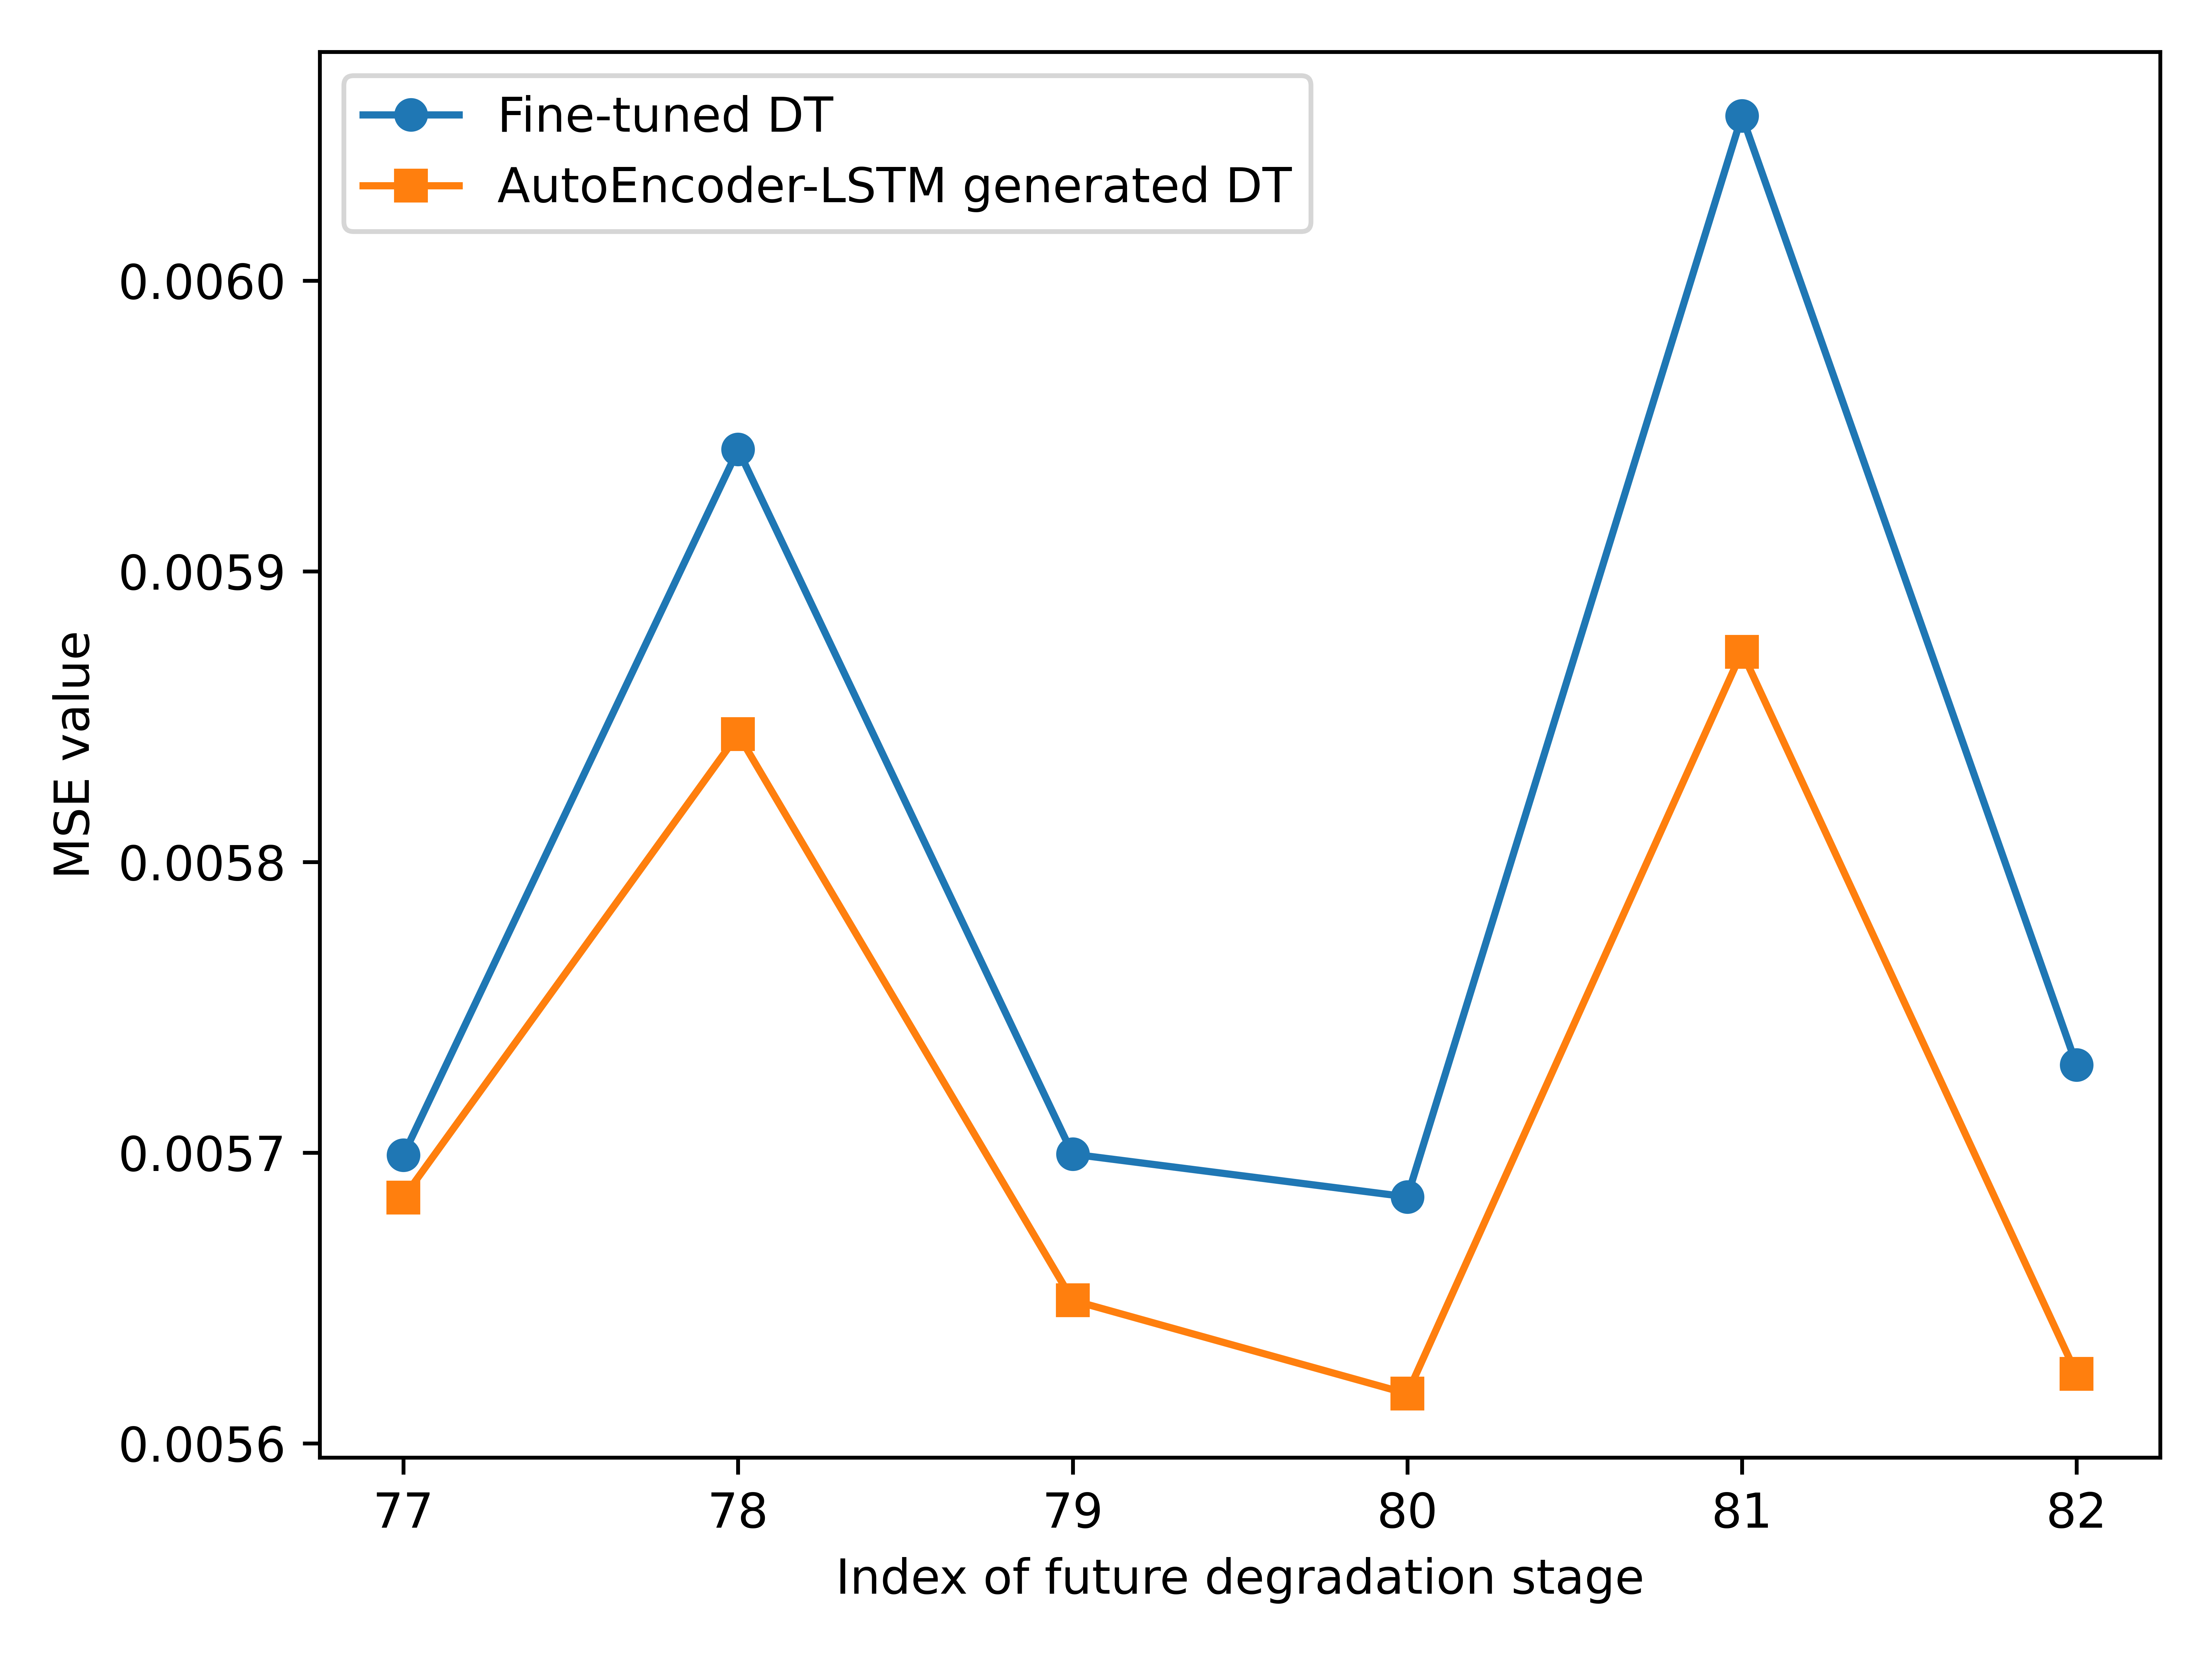 Fine-tuned DT
AutoEncoder-LSTM generated DT
0.0060
0.0059
0.0058
0.0057
0.0056
MSE value
77 78 79 80 81 82
Index of future degradation stage